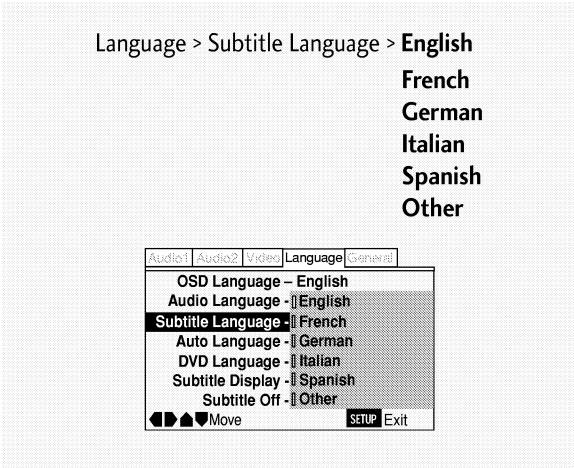 Language > Subtitle Language > English
French
German
Italian
Spanish
Other
Audio1 Audio2 Video Language General
OSD Language – English
Audio Language - English
Subtitle Language - French
Auto Language - German
DVD Language - Italian
Subtitle Display - Spanish
Subtitle Off - Other
Move SETUP Exit